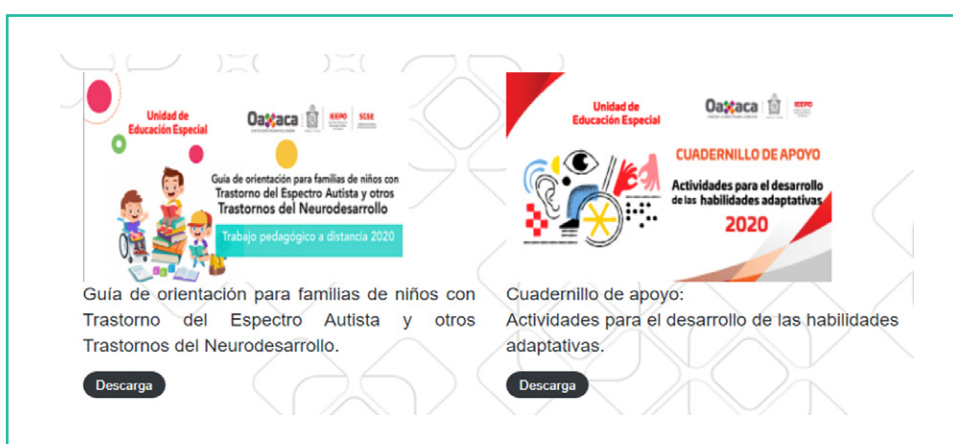 Unidad de
Educación Especial
Oaxaca
IEEPO
SGSE
Guía de orientación para familias de niños con
Trastorno del Espectro Autista y otros
Trastornos del Neurodesarrollo
Trabajo pedagógico a distancia 2020
Guía de orientación para familias de niños con
Trastorno del Espectro Autista y otros
Trastornos del Neurodesarrollo.
Descarga
Unidad de
Educación Especial
Oaxaca
IEEPO
CUADERNILLO DE APOYO
Actividades para el desarrollo
de las habilidades adaptativas
2020
Cuadernillo de apoyo:
Actividades para el desarrollo de las habilidades
adaptativas.
Descarga